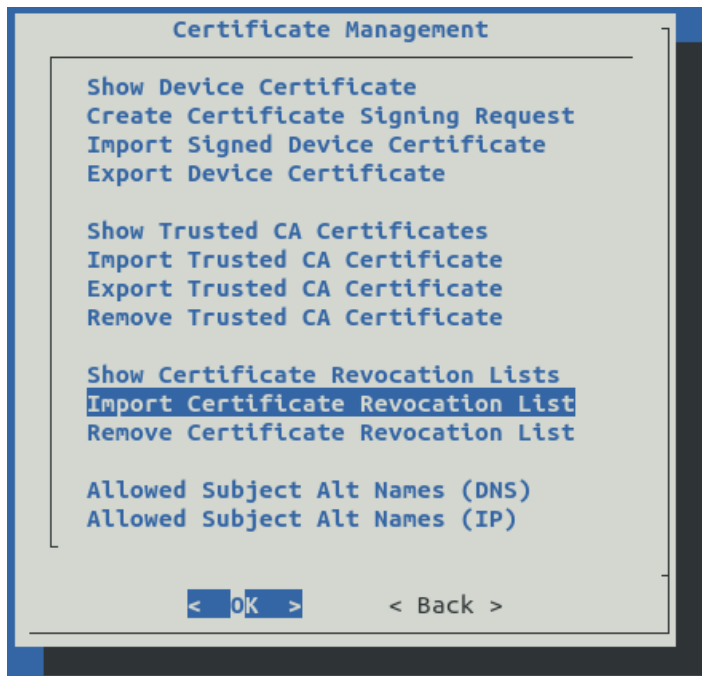 Certificate Management
Show Device Certificate
Create Certificate Signing Request
Import Signed Device Certificate
Export Device Certificate
Show Trusted CA Certificates
Import Trusted CA Certificate
Export Trusted CA Certificate
Remove Trusted CA Certificate
Show Certificate Revocation Lists
Import Certificate Revocation List
Remove Certificate Revocation List
Allowed Subject Alt Names (DNS)
Allowed Subject Alt Names (IP)
< OK > < Back >